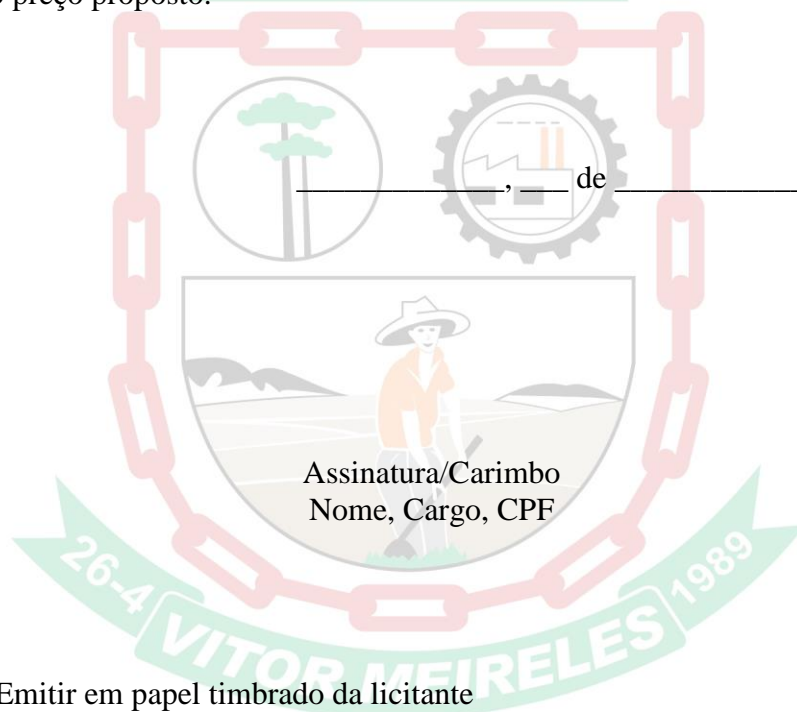 preço proposto.
_____________, ___ de ____________
Assinatura/Carimbo
Nome, Cargo, CPF
26-4
1989
VITOR MEIRELES
Emitir em papel timbrado da licitante